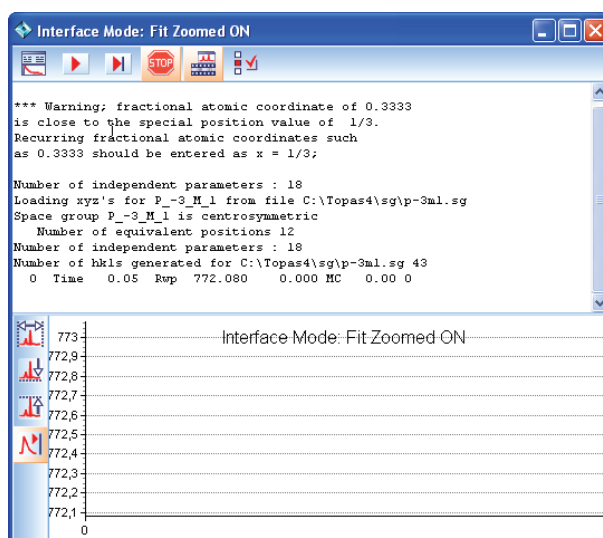 Interface Mode: Fit Zoomed ON
STOP
*** Warning; fractional atomic coordinate of 0.3333
is close to the special position value of 1/3.
Recurring fractional atomic coordinates such
as 0.3333 should be entered as x = 1/3;
Number of independent parameters : 18
Loading xyz's for P_-3_M_1 from file C:\Topas4\sg\p-3m1.sg
Space group P_-3_M_1 is centrosymmetric
Number of equivalent positions 12
Number of independent parameters : 18
Number of hkls generated for C:\Topas4\sg\p-3m1.sg 43
0 Time 0.05 Rwp 772.080 0.000 MC 0.00 0
Interface Mode: Fit Zoomed ON
773
772,9
772,8
772,7
772,6
772,5
772,4
772,3
772,2
772,1
0